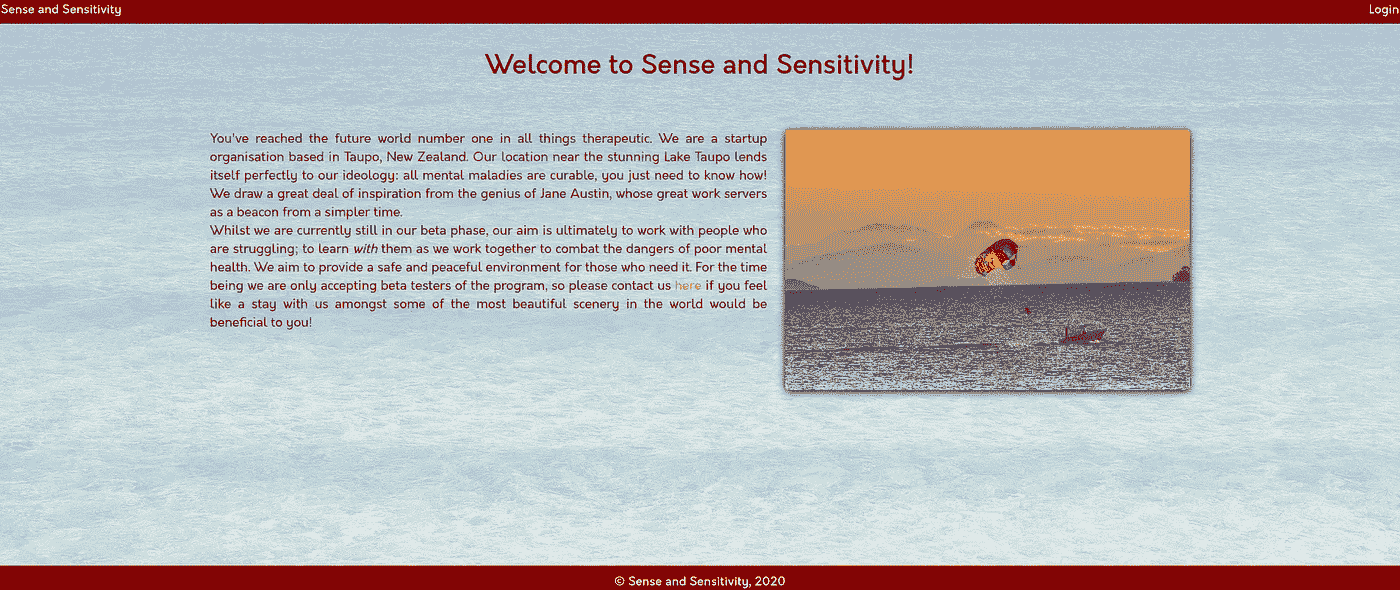 Sense and Sensitivity
Login
Welcome to Sense and Sensitivity!
You've reached the future world number one in all things therapeutic. We are a startup
organisation based in Taupo, New Zealand. Our location near the stunning Lake Taupo lends
itself perfectly to our ideology: all mental maladies are curable, you just need to know how!
We draw a great deal of inspiration from the genius of Jane Austin, whose great work servers
as a beacon from a simpler time.
Whilst we are currently still in our beta phase, our aim is ultimately to work with people who
are struggling; to learn with them as we work together to combat the dangers of poor mental
health. We aim to provide a safe and peaceful environment for those who need it. For the time
being we are only accepting beta testers of the program, so please contact us here if you feel
like a stay with us amongst some of the most beautiful scenery in the world would be
beneficial to you!
© Sense and Sensitivity, 2020